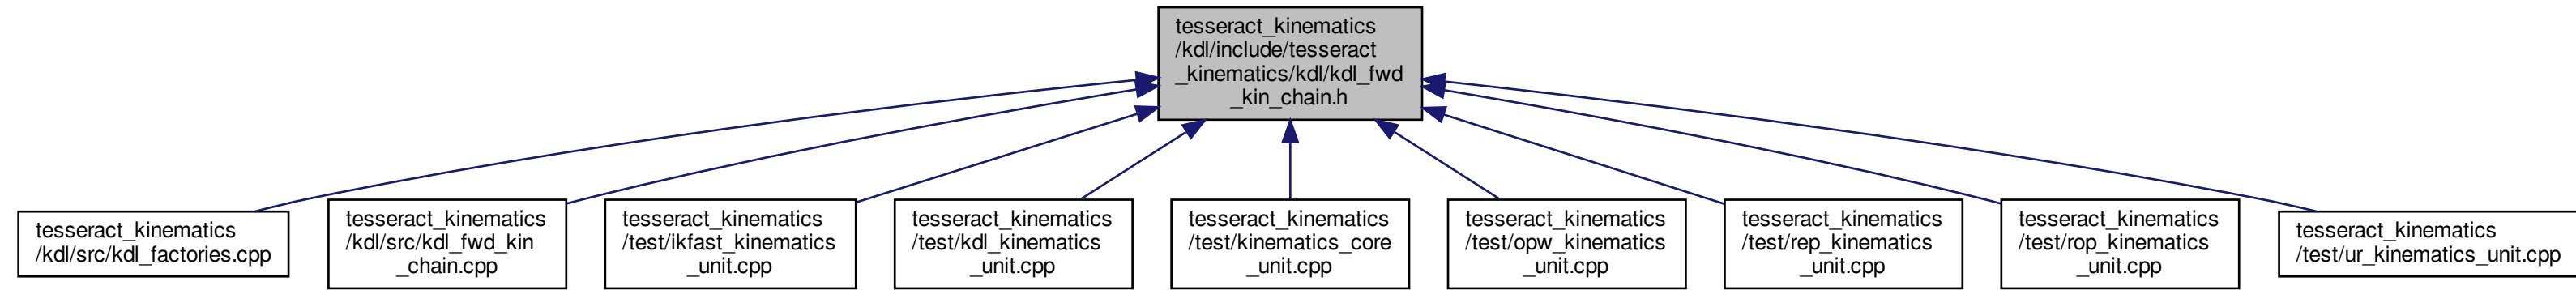 tesseract_kinematics
/kdl/include/tesseract
_kinematics/kdl/kdl_fwd
_kin_chain.h
tesseract_kinematics
/kdl/src/kdl_factories.cpp
tesseract_kinematics
/kdl/src/kdl_fwd_kin
_chain.cpp
tesseract_kinematics
/test/ikfast_kinematics
_unit.cpp
tesseract_kinematics
/test/kdl_kinematics
_unit.cpp
tesseract_kinematics
/test/kinematics_core
_unit.cpp
tesseract_kinematics
/test/opw_kinematics
_unit.cpp
tesseract_kinematics
/test/rep_kinematics
_unit.cpp
tesseract_kinematics
/test/rop_kinematics
_unit.cpp
tesseract_kinematics
/test/ur_kinematics_unit.cpp